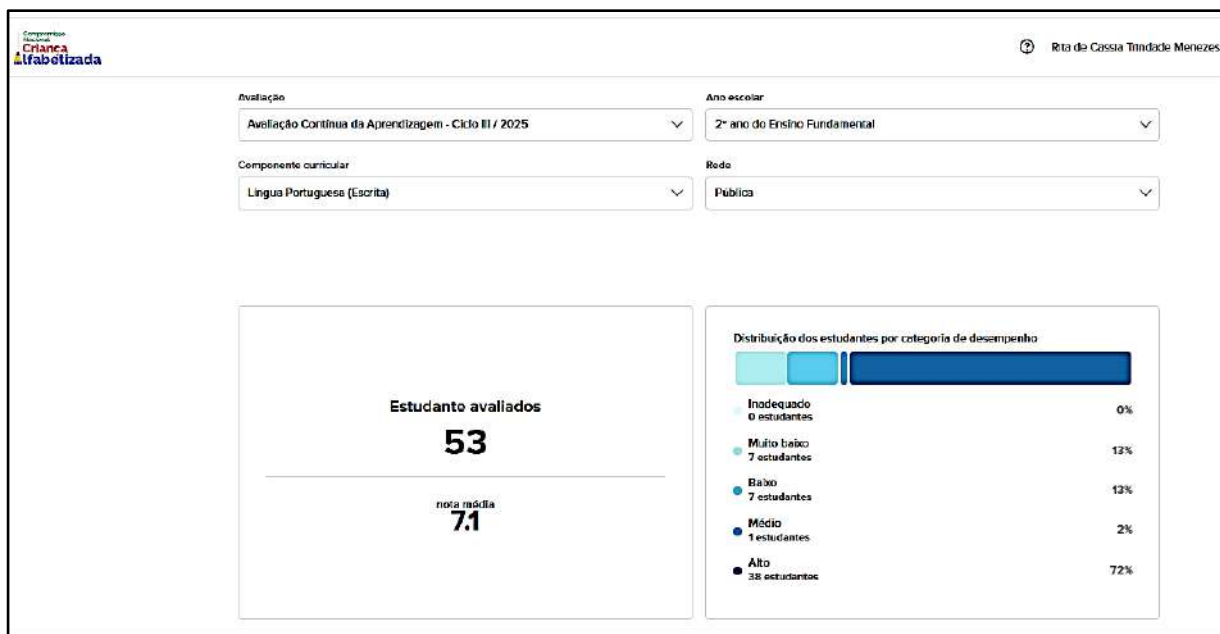 Compromisso
Nacional
Criança
Alfabetizada
Rita de Cassia Trindade Menezes
Avaliação
Avaliação Contínua da Aprendizagem - Ciclo III / 2025
Ano escolar
2º ano do Ensino Fundamental
Componente curricular
Língua Portuguesa (Escrita)
Rede
Pública
Estudante avaliados
53
nota média
7.1
Distribuição dos estudantes por categoria de desempenho
Inadequado
0 estudantes
0%
Muito baixo
7 estudantes
13%
Baixo
7 estudantes
13%
Médio
1 estudantes
2%
Alto
38 estudantes
72%